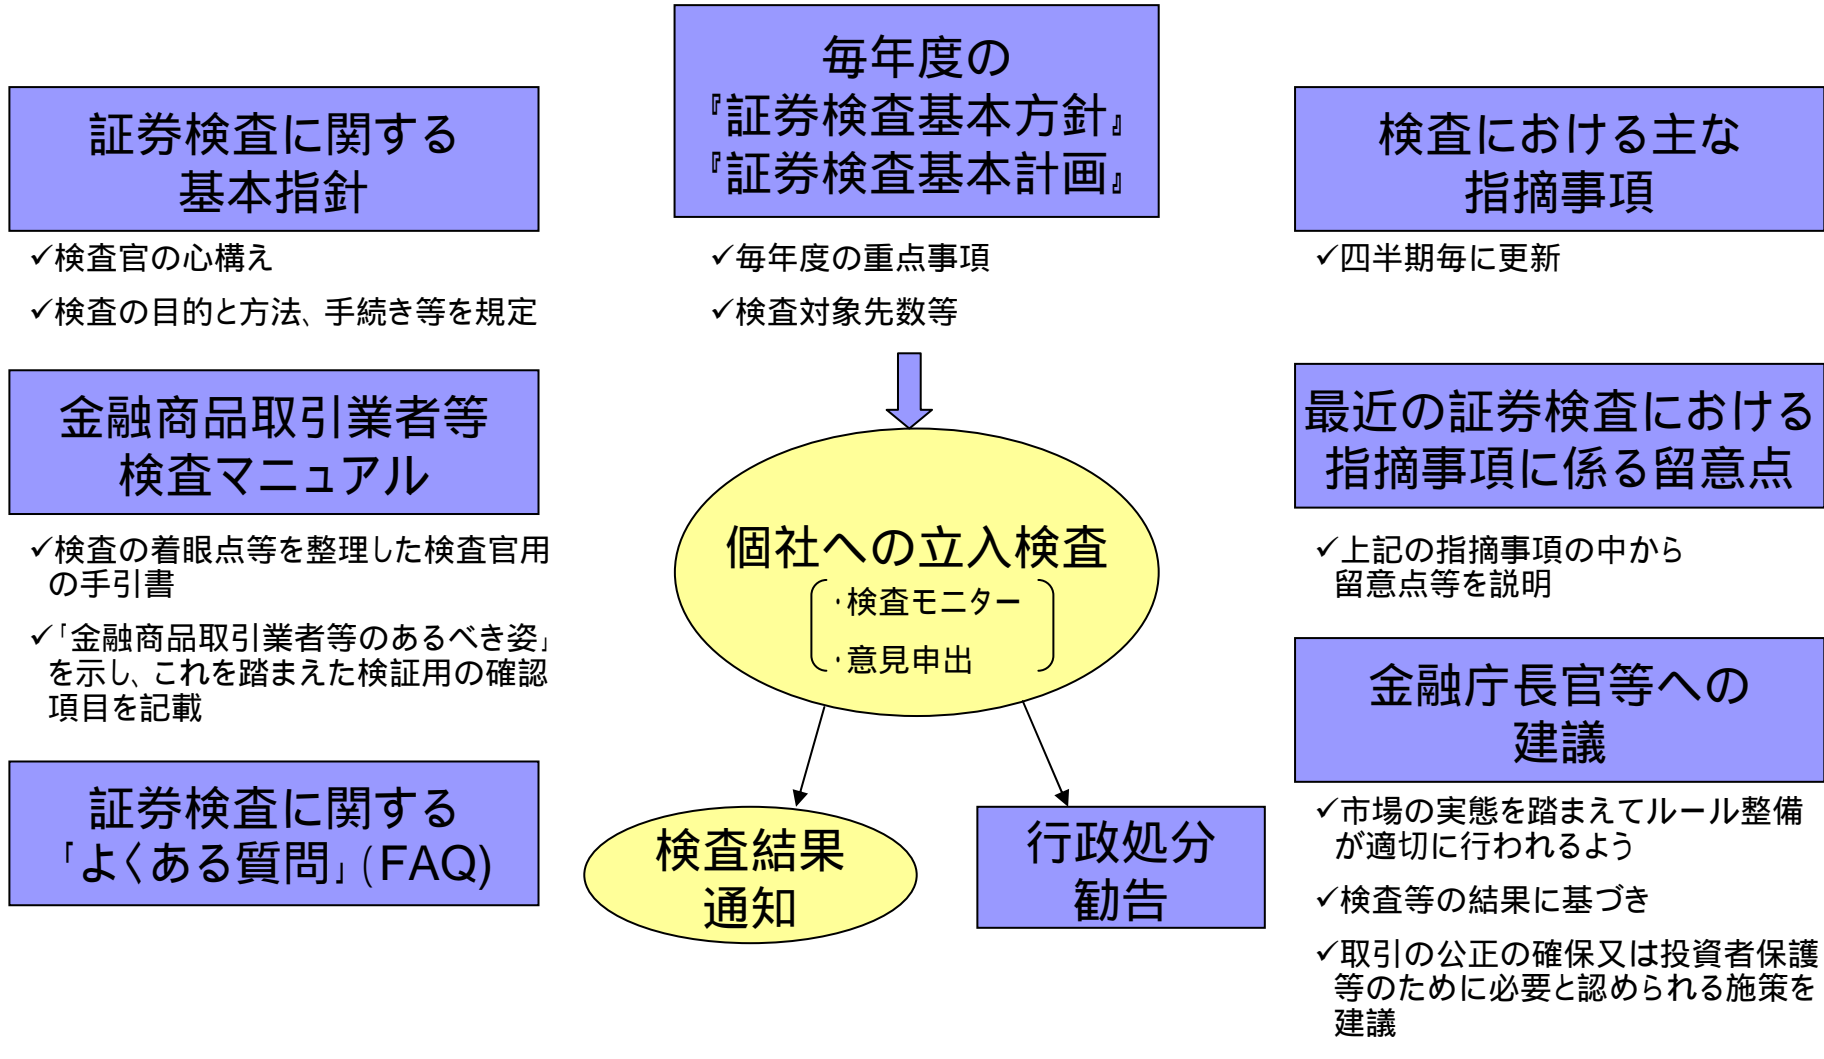 証券検査に関する
基本指針
✓検査官の心構え
✓検査の目的と方法、手続き等を規定
金融商品取引業者等
検査マニュアル
✓検査の着眼点等を整理した検査官用
の手引書
✓「金融商品取引業者等のあるべき姿」
を示し、これを踏まえた検証用の確認
項目を記載
証券検査に関する
「よくある質問」(FAQ)
毎年度の
『証券検査基本方針』
『証券検査基本計画』
✓毎年度の重点事項
✓検査対象先数等
個社への立入検査
・検査モニター
・意見申出
検査結果
通知
行政処分
勧告
検査における主な
指摘事項
✓四半期毎に更新
最近の証券検査における
指摘事項に係る留意点
✓上記の指摘事項の中から
留意点等を説明
金融庁長官等への
建議
✓市場の実態を踏まえてルール整備
が適切に行われるよう
✓検査等の結果に基づき
✓取引の公正の確保又は投資者保護
等のために必要と認められる施策を
建議